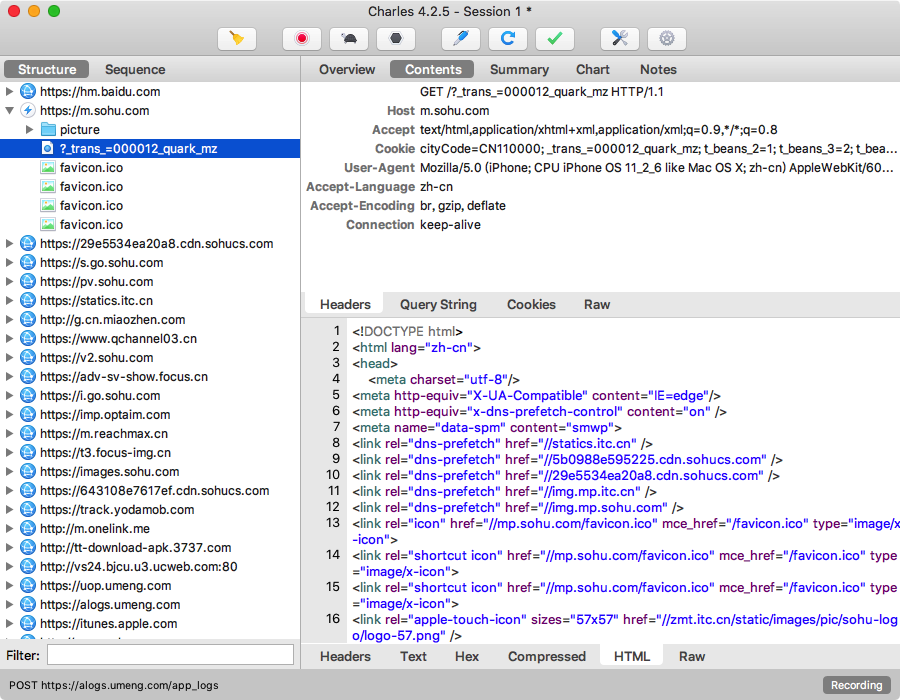 Charles 4.2.5 - Session 1 *
Structure Sequence
Overview Contents Summary Chart Notes
https://hm.baidu.com
https://m.sohu.com
picture
?_trans_=000012_quark_mz
favicon.ico
favicon.ico
favicon.ico
favicon.ico
https://29e5534ea20a8.cdn.sohucs.com
https://s.go.sohu.com
https://pv.sohu.com
https://statics.itc.cn
http://g.cn.miaozhen.com
https://www.qchannel03.cn
https://v2.sohu.com
https://adv-sv-show.focus.cn
https://i.go.sohu.com
https://imp.optaim.com
https://m.reachmax.cn
https://t3.focus-img.cn
https://images.sohu.com
https://643108e7617ef.cdn.sohucs.com
https://track.yodamob.com
http://m.onelink.me
http://tt-download-apk.3737.com
http://vs24.bjcu.u3.ucweb.com:80
https://uop.umeng.com
https://alogs.umeng.com
https://itunes.apple.com
Filter:
GET /?_trans_=000012_quark_mz HTTP/1.1
Host m.sohu.com
Accept text/html,application/xhtml+xml,application/xml;q=0.9,*/*;q=0.8
Cookie cityCode=CN110000; _trans_=000012_quark_mz; t_beans_2=1; t_beans_3=2; t_bea...
User-Agent Mozilla/5.0 (iPhone; CPU iPhone OS 11_2_6 like Mac OS X; zh-cn) AppleWebKit/60...
Accept-Language zh-cn
Accept-Encoding br, gzip, deflate
Connection keep-alive
Headers Query String Cookies Raw
1 <!DOCTYPE html>
2 <html lang="zh-cn">
3 <head>
4 <meta charset="utf-8"/>
5 <meta http-equiv="X-UA-Compatible" content="IE=edge"/>
6 <meta http-equiv="x-dns-prefetch-control" content="on" />
7 <meta name="data-spm" content="smwp">
8 <link rel="dns-prefetch" href="//statics.itc.cn" />
9 <link rel="dns-prefetch" href="//5b0988e595225.cdn.sohucs.com" />
10 <link rel="dns-prefetch" href="//29e5534ea20a8.cdn.sohucs.com" />
11 <link rel="dns-prefetch" href="//img.mp.itc.cn" />
12 <link rel="dns-prefetch" href="//img.mp.sohu.com" />
13 <link rel="icon" href="//mp.sohu.com/favicon.ico" mce_href="/favicon.ico" type="image/x
-icon">
14 <link rel="shortcut icon" href="//mp.sohu.com/favicon.ico" mce_href="/favicon.ico" type
="image/x-icon">
15 <link rel="shortcut icon" href="//mp.sohu.com/favicon.ico" mce_href="/favicon.ico" type
="image/x-icon">
16 <link rel="apple-touch-icon" sizes="57x57" href="//zmt.itc.cn/static/images/pic/sohu-log
o/logo-57.png" />
Headers Text Hex Compressed HTML Raw
POST https://alogs.umeng.com/app_logs
Recording